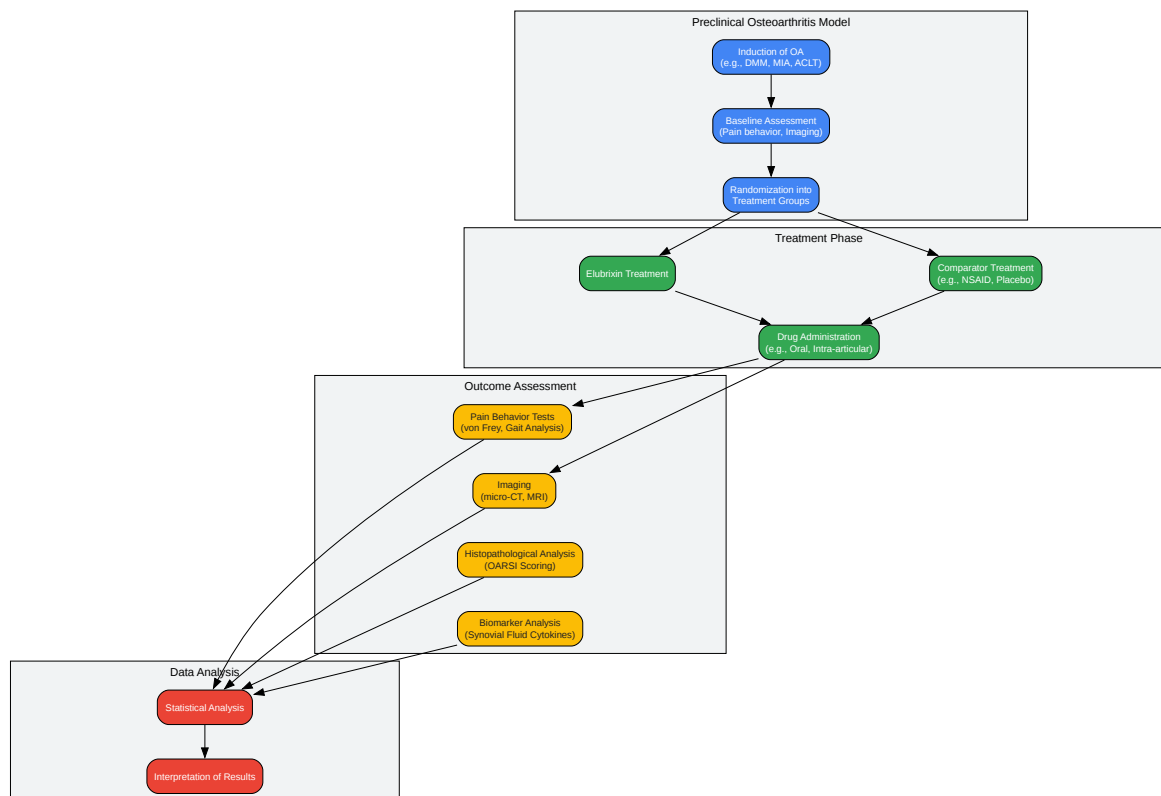 Preclinical Osteoarthritis Model
Induction of OA
(e.g., DMM, MIA, ACLT)
Baseline Assessment
(Pain behavior, Imaging)
Randomization into
Treatment Groups
Treatment Phase
Elubrixin Treatment
Comparator Treatment
(e.g., NSAID, Placebo)
Drug Administration
(e.g., Oral, Intra-articular)
Outcome Assessment
Pain Behavior Tests
(von Frey, Gait Analysis)
Imaging
(micro-CT, MRI)
Histopathological Analysis
(OARSI Scoring)
Biomarker Analysis
(Synovial Fluid Cytokines)
Data Analysis
Statistical Analysis
Interpretation of Results